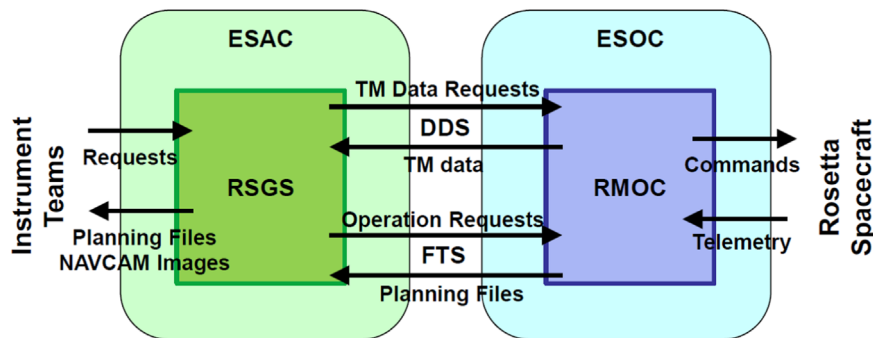 ESAC
ESOC
Instrument
Teams
Requests
Planning Files
NAVCAM Images
RSGS
TM Data Requests
DDS
TM data
Operation Requests
FTS
Planning Files
RMOC
Commands
Telemetry
Rosetta
Spacecraft